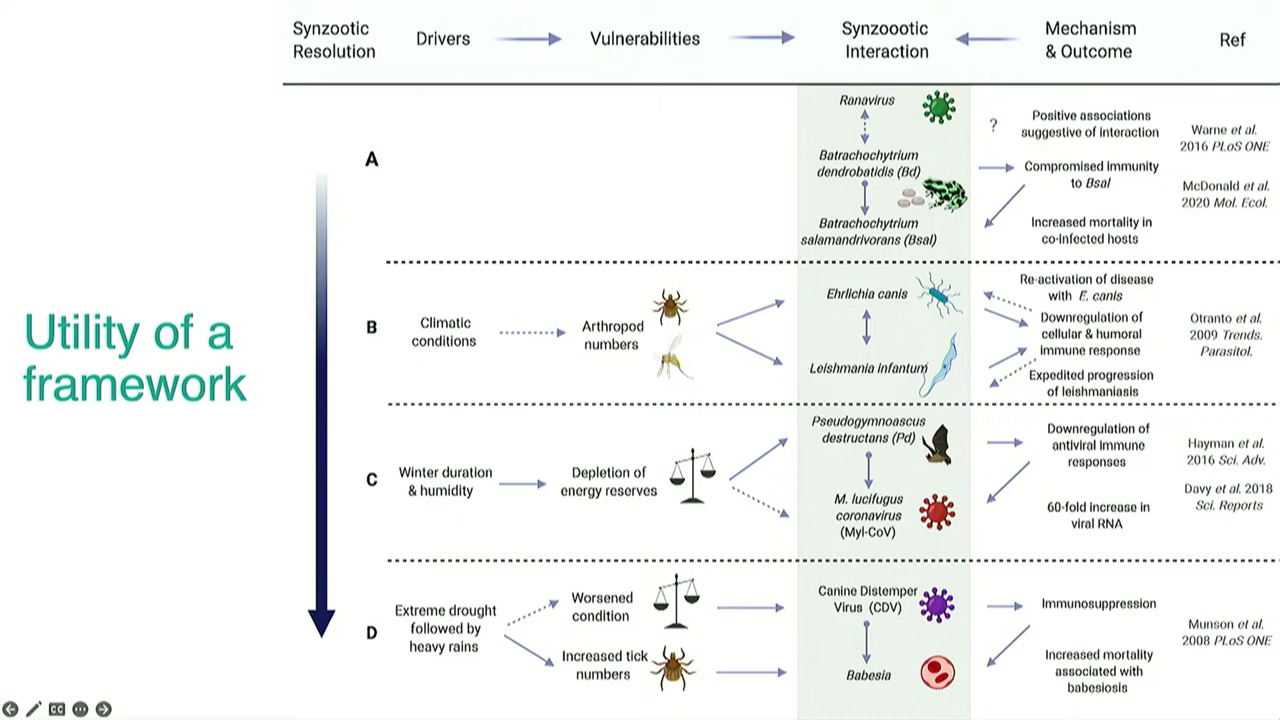 Synzootic
Resolution
Drivers
Vulnerabilities
Synzoootic
Interaction
Mechanism
& Outcome
Ref
Utility of a
framework
A
Ranavirus
Batrachochytrium
dendrobatidis (Bd)
Batrachochytrium
salamandrivorans (Bsal)
?
Positive associations
suggestive of interaction
Compromised immunity
to Bsal
Increased mortality in
co-infected hosts
Warne et al.
2016 PLoS ONE
McDonald et al.
2020 Mol. Ecol.
B
Climatic
conditions
Arthropod
numbers
Ehrlichia canis
Leishmania infantum
Re-activation of disease
with E. canis
Downregulation of
cellular & humoral
immune response
Expedited progression
of leishmaniasis
Otranto et al.
2009 Trends.
Parasitol.
C
Winter duration
& humidity
Depletion of
energy reserves
Pseudogymnoascus
destructans (Pd)
M. lucifugus
coronavirus
(Myl-CoV)
Downregulation of
antiviral immune
responses
60-fold increase in
viral RNA
Hayman et al.
2016 Sci. Adv.
Davy et al. 2018
Sci. Reports
D
Extreme drought
followed by
heavy rains
Worsened
condition
Increased tick
numbers
Canine Distemper
Virus (CDV)
Babesia
Immunosuppression
Increased mortality
associated with
babesiosis
Munson et al.
2008 PLoS ONE
CC